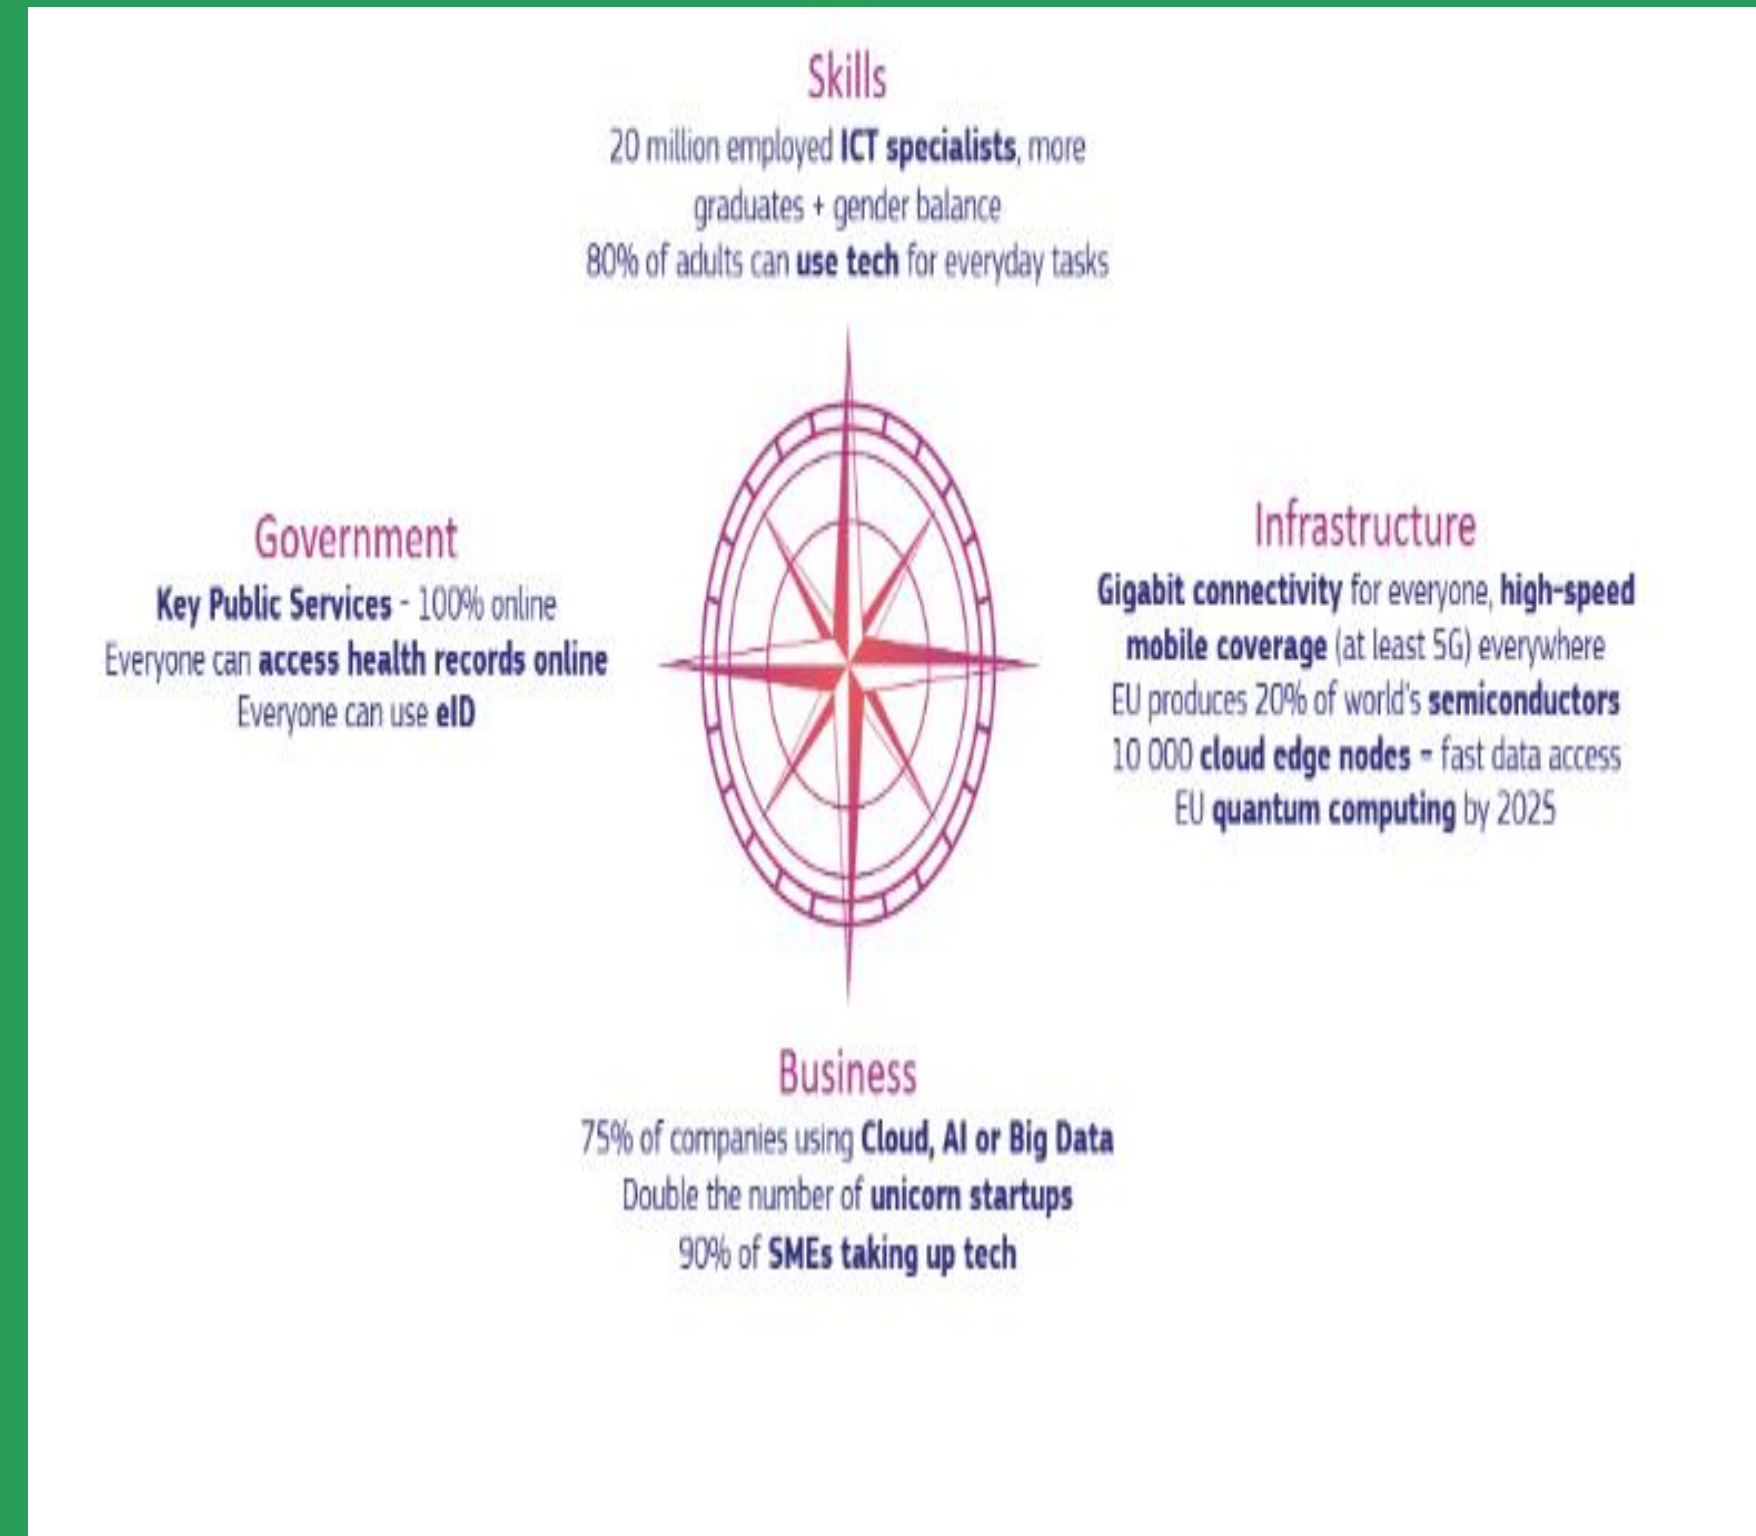 Skills
20 million employed ICT specialists, more
graduates + gender balance
80% of adults can use tech for everyday tasks
Government
Key Public Services - 100% online
Everyone can access health records online
Everyone can use eID
Infrastructure
Gigabit connectivity for everyone, high-speed
mobile coverage (at least 5G) everywhere
EU produces 20% of world's semiconductors
10 000 cloud edge nodes - fast data access
EU quantum computing by 2025
Business
75% of companies using Cloud, AI or Big Data
Double the number of unicorn startups
90% of SMEs taking up tech